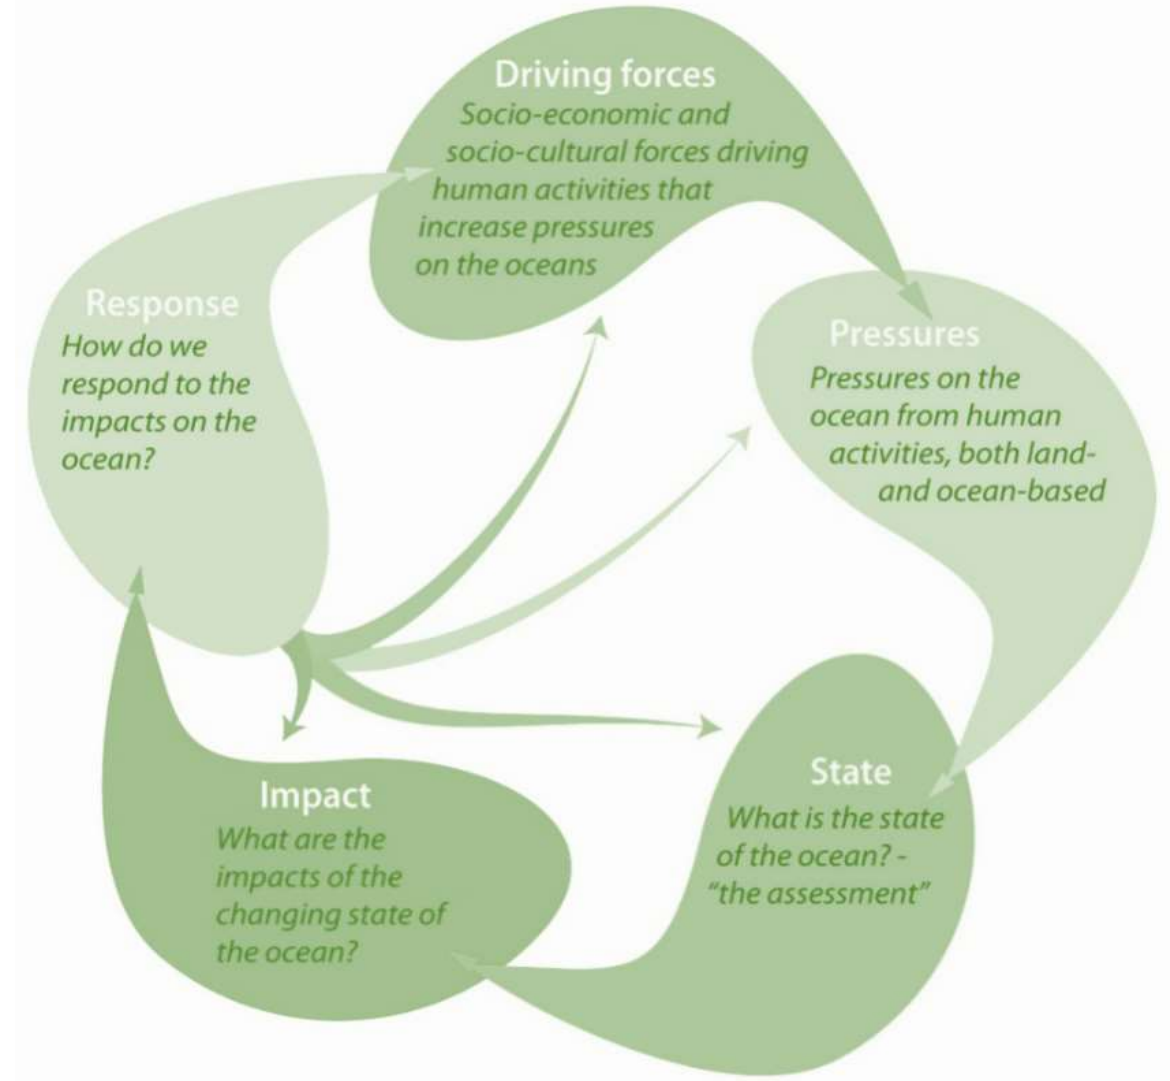 Driving forces
Socio-economic and
socio-cultural forces driving
human activities that
increase pressures
on the oceans
Pressures
Pressures on the
ocean from human
activities, both land-
and ocean-based
State
What is the state
of the ocean? -
“the assessment”
Impact
What are the
impacts of the
changing state of
the ocean?
Response
How do we
respond to the
impacts on the
ocean?